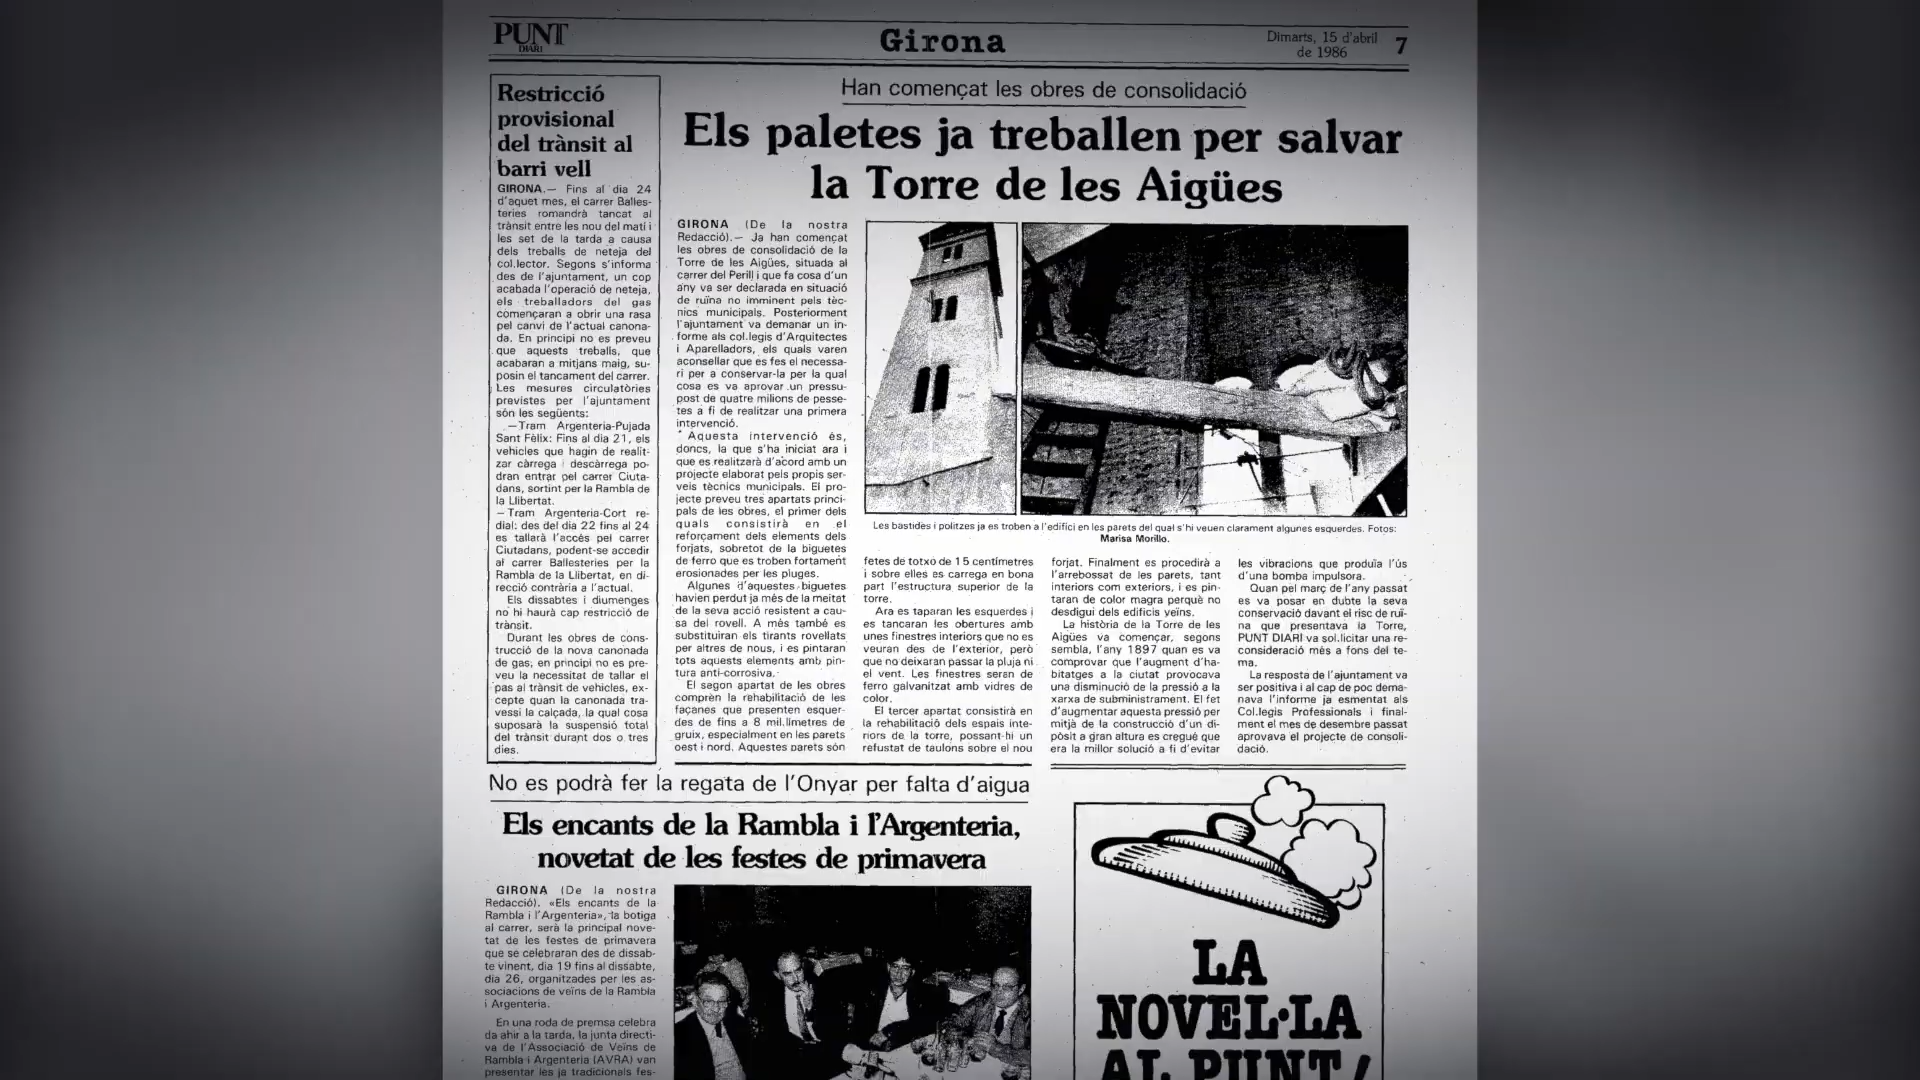 PUNT
DIARI
Girona
Dimarts, 15 d'abril
de 1986
7
Restricció
provisional
del trànsit al
barri vell
GIRONA.— Fins al dia 24
d'aquet mes, el carrer Balles-
teries romandrà tancat al
trànsit entre les nou del matí i
les set de la tarda a causa
dels treballs de neteja del
col.lector. Segons s'informa
des de l'ajuntament, un cop
acabada l'operació de neteja,
els treballadors del gas
començaran a obrir una rasa
pel canvi de l'actual canona-
da. En principi no es preveu
que aquests treballs, que
acabaran a mitjans maig, su-
posin el tancament del carrer.
Les mesures circulatòries
previstes per l'ajuntament
són les següents:
—Tram Argenteria-Pujada
Sant Fèlix: Fins al dia 21, els
vehicles que hagin de realit-
zar càrrega i descàrrega po-
dran entrar pel carrer Ciuta-
dans, sortint per la Rambla de
la Llibertat.
—Tram Argenteria-Cort re-
dial: des del dia 22 fins al 24
es tallarà l'accés pel carrer
Ciutadans, podent-se accedir
al carrer Ballesteries per la
Rambla de la Llibertat, en di-
recció contrària a l'actual.
Els dissabtes i diumenges
no hi haurà cap restricció de
trànsit.
Durant les obres de cons-
trucció de la nova canonada
de gas, en principi no es pre-
veu la necessitat de tallar el
pas al trànsit de vehicles, ex-
cepte quan la canonada tra-
vessi la calçada, la qual cosa
suposarà la suspensió total
del trànsit durant dos o tres
dies.
Han començat les obres de consolidació
Els paletes ja treballen per salvar
la Torre de les Aigües
GIRONA (De la nostra
Redacció).— Ja han començat
les obres de consolidació de la
Torre de les Aigües, situada al
carrer del Perill i que fa cosa d'un
any va ser declarada en situació
de ruïna no imminent pels tèc-
nics municipals. Posteriorment
l'ajuntament va demanar un in-
forme als col.legis d'Arquitectes
i Aparelladors, els quals varen
aconsellar que es fes el necessa-
ri per a conservar-la per la qual
cosa es va aprovar un pressu-
post de quatre milions de pesse-
tes a fi de realitzar una primera
intervenció.
Aquesta intervenció és,
doncs, la que s'ha iniciat ara i
que es realitzarà d'acord amb un
projecte elaborat pels propis ser-
veis tècnics municipals. El pro-
jecte preveu tres apartats princi-
pals de les obres, el primer dels
quals consistirà en el
reforçament dels elements dels
forjats, sobretot de la biguetes
de ferro que es troben fortament
erosionades per les pluges.
Algunes d'aquestes biguetes
havien perdut ja més de la meitat
de la seva acció resistent a cau-
sa del rovell. A més també es
substituiran els tirants rovellats
per altres de nous, i es pintaran
tots aquests elements amb pin-
tura anti-corrosiva.
El segon apartat de les obres
comprèn la rehabilitació de les
façanes que presenten esquer-
des de fins a 8 mil.límetres de
gruix, especialment en les parets
oest i nord. Aquestes parets són
Les bastides i politzes ja es troben a l'edifici en les parets del qual s'hi veuen clarament algunes esquerdes. Fotos:
Marisa Morillo.
fetes de totxo de 15 centímetres
i sobre elles es carrega en bona
part l'estructura superior de la
torre.
Ara es taparan les esquerdes i
es tancaran les obertures amb
unes finestres interiors que no es
veuran des de l'exterior, però
que no deixaran passar la pluja ni
el vent. Les finestres seran de
ferro galvanitzat amb vidres de
color.
El tercer apartat consistirà en
la rehabilitació dels espais inte-
riors de la torre, possant-hi un
refustat de taulons sobre el nou
forjat. Finalment es procedirà a
l'arrebossat de les parets, tant
interiors com exteriors, i es pin-
taran de color magra perquè no
desdigui dels edificis veïns.
La història de la Torre de les
Aigües va començar, segons
sembla, l'any 1897 quan es va
comprovar que l'augment d'ha-
bitatges a la ciutat provocava
una disminució de la pressió a la
xarxa de subministrament. El fet
d'augmentar aquesta pressió per
mitjà de la construcció d'un di-
pòsit a gran altura es cregué que
era la millor solució a fi d'evitar
les vibracions que produïa l'ús
d'una bomba impulsora.
Quan pel març de l'any passat
es va posar en dubte la seva
conservació davant el risc de ruï-
na que presentava la Torre,
PUNT DIARI va sol.licitar una re-
consideració més a fons del te-
ma.
La resposta de l'ajuntament va
ser positiva i al cap de poc dema-
nava l'informe ja esmentat als
Col.legis Professionals i final-
ment el mes de desembre passat
aprovava el projecte de consoli-
dació.
No es podrà fer la regata de l'Onyar per falta d'aigua
Els encants de la Rambla i l'Argenteria,
novetat de les festes de primavera
GIRONA (De la nostra
Redacció). «Els encants de la
Rambla i l'Argenteria», la botiga
al carrer, serà la principal nove-
tat de les festes de primavera
que se celebraran des de dissab-
te vinent, dia 19 fins al dissabte,
dia 26, organitzades per les as-
sociacions de veïns de la Rambla
i Argenteria.
En una roda de premsa celebra
da ahir a la tarda, la junta directi-
va de l'Associació de Veïns de
Rambla i Argenteria (AVRA) van
presentar les ja tradicionals fes-
LA
NOVEL·LA
AL PUNT!